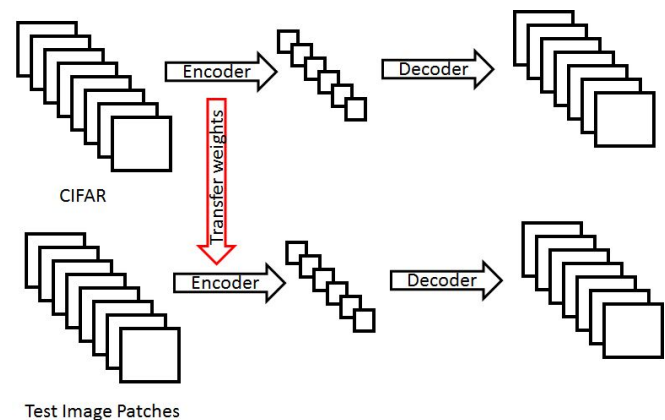 Encoder
Decoder
Transfer weights
CIFAR
Encoder
Decoder
Test Image Patches